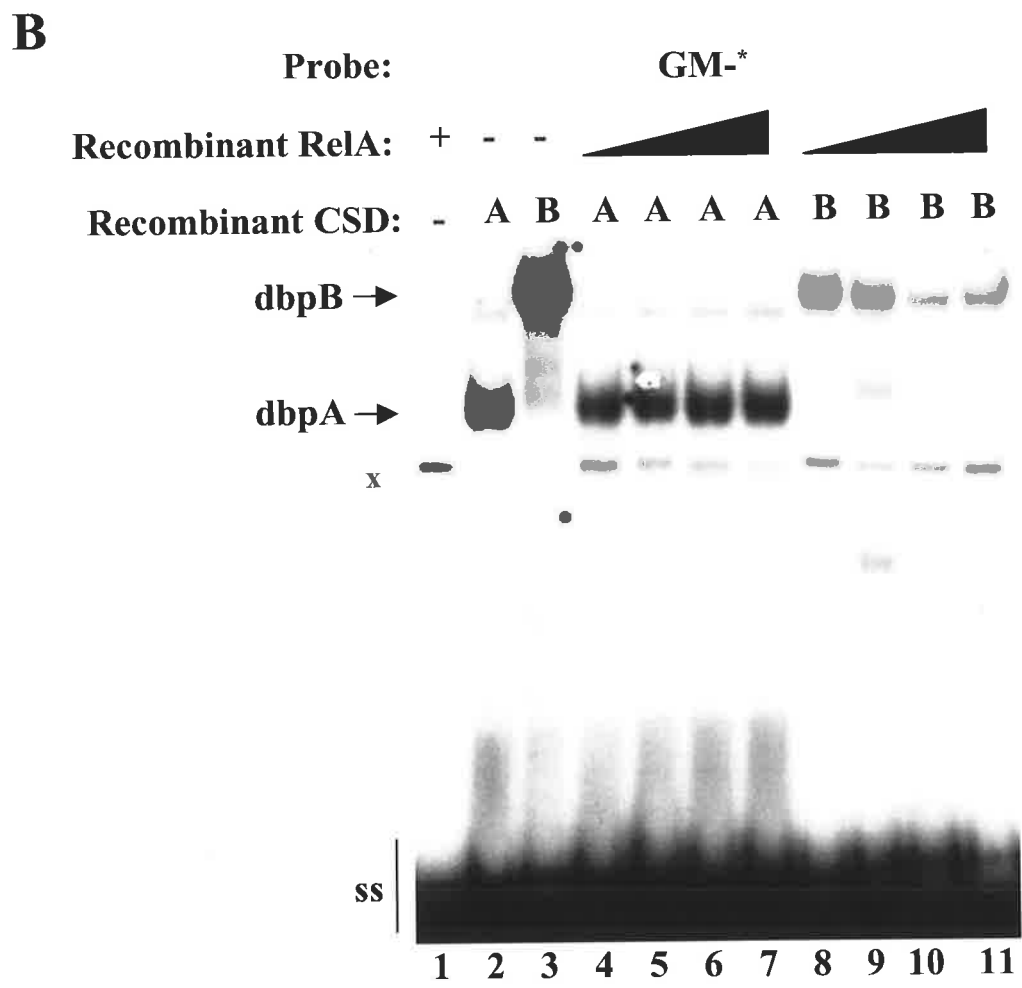 B
Probe: GM-*
Recombinant RelA: + - -
Recombinant CSD: - A B A A A A B B B B
dbpB
dbpA
x
ss
1 2 3 4 5 6 7 8 9 10 11